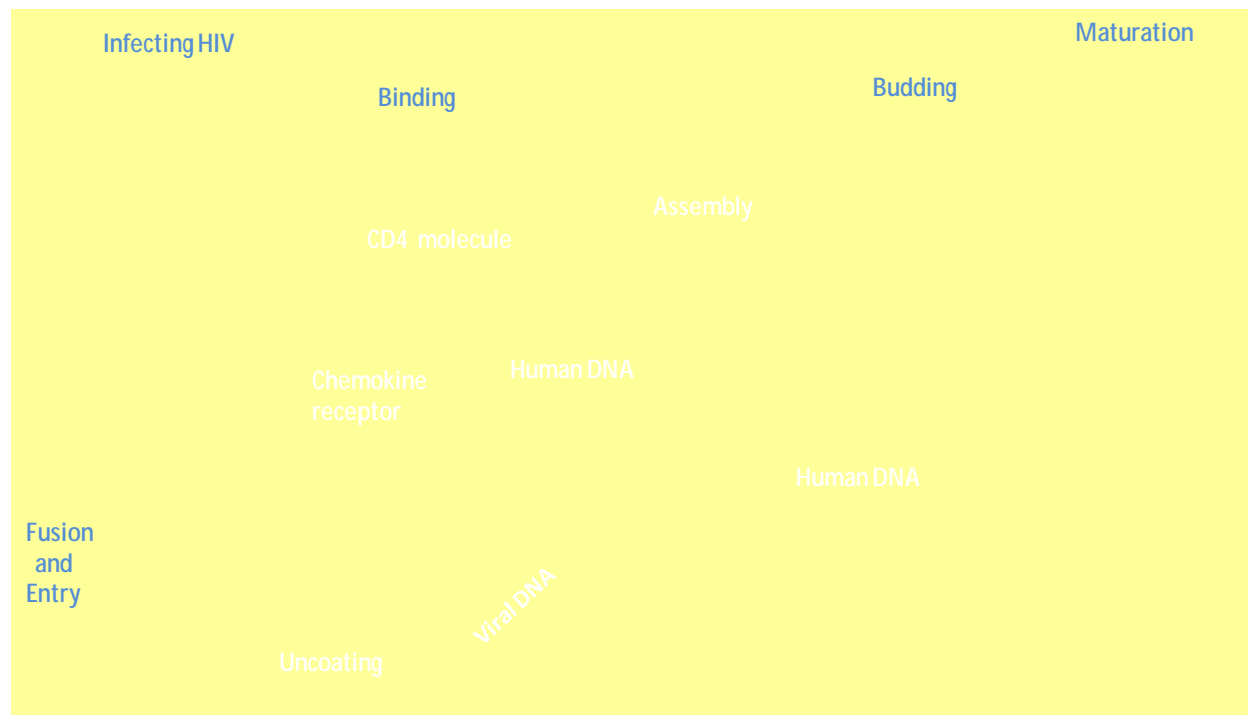 Infecting HIV
Maturation
Binding
Budding
Assembly
CD4 molecule
Human DNA
Chemokine
receptor
Human DNA
Fusion
and
Entry
Viral DNA
Uncoating